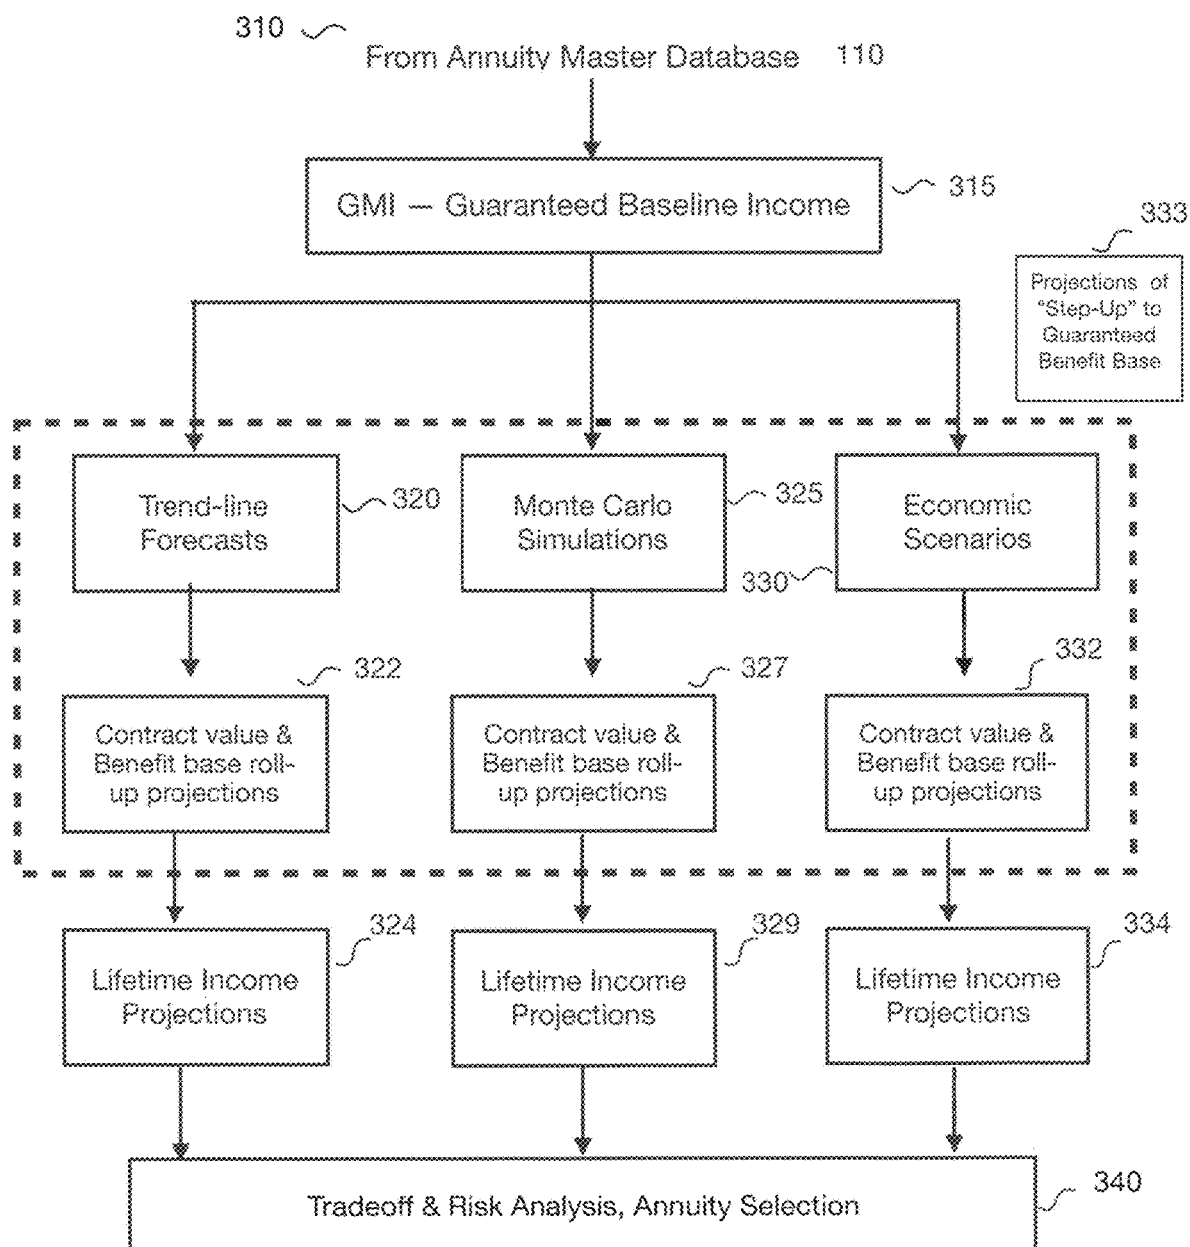 310
From Annuity Master Database 110
GMI — Guaranteed Baseline Income
315
333
Projections of
"Step-Up" to
Guaranteed
Benefit Base
Trend-line
Forecasts
320
Monte Carlo
Simulations
325
Economic
Scenarios
330
322
Contract value &
Benefit base roll-
up projections
327
Contract value &
Benefit base roll-
up projections
332
Contract value &
Benefit base roll-
up projections
324
Lifetime Income
Projections
329
Lifetime Income
Projections
334
Lifetime Income
Projections
Tradeoff & Risk Analysis, Annuity Selection
340